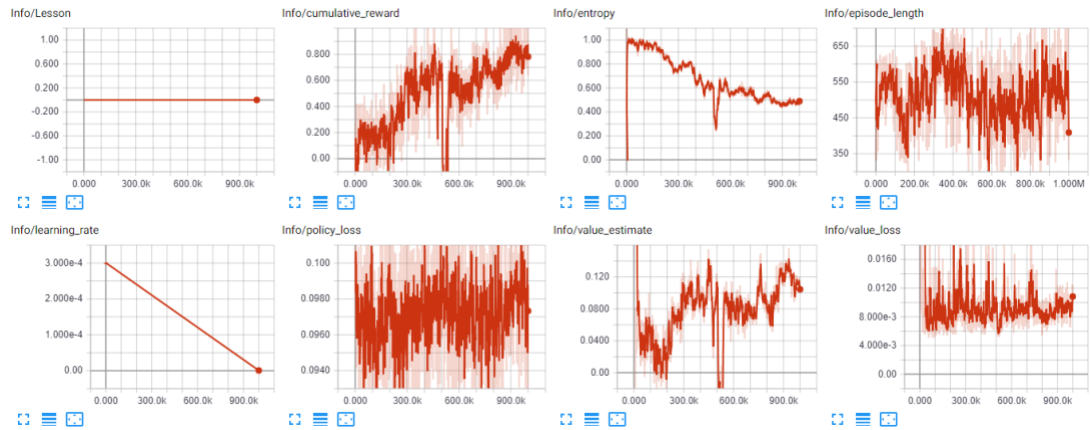 Info/Lesson
1.00
0.600
0.200
-0.200
-0.600
-1.00
0.000 300.0k 600.0k 900.0k
Info/cumulative_reward
0.800
0.600
0.400
0.200
0.00
0.000 300.0k 600.0k 900.0k
Info/entropy
1.00
0.800
0.600
0.400
0.200
0.00
0.000 300.0k 600.0k 900.0k
Info/episode_length
650
550
450
350
0.000 200.0k 400.0k 600.0k 800.0k 1.000M
Info/learning_rate
3.000e-4
2.000e-4
1.000e-4
0.00
0.000 300.0k 600.0k 900.0k
Info/policy_loss
0.100
0.0980
0.0960
0.0940
0.000 300.0k 600.0k 900.0k
Info/value_estimate
0.120
0.0800
0.0400
0.00
0.000 300.0k 600.0k 900.0k
Info/value_loss
0.0160
0.0120
8.000e-3
4.000e-3
0.00
0.000 300.0k 600.0k 900.0k